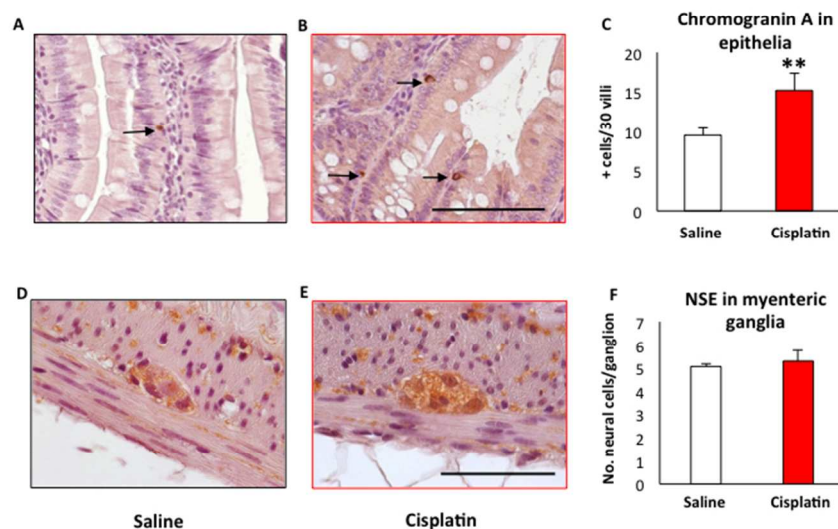 A
B
C
Chromogranin A in
epithelia
+ cells/30 villi
20
15
10
5
0
**
Saline
Cisplatin
D
E
F
NSE in myenteric
ganglia
No. neural cells/ganglion
7
6
5
4
3
2
1
0
Saline
Cisplatin
Saline
Cisplatin